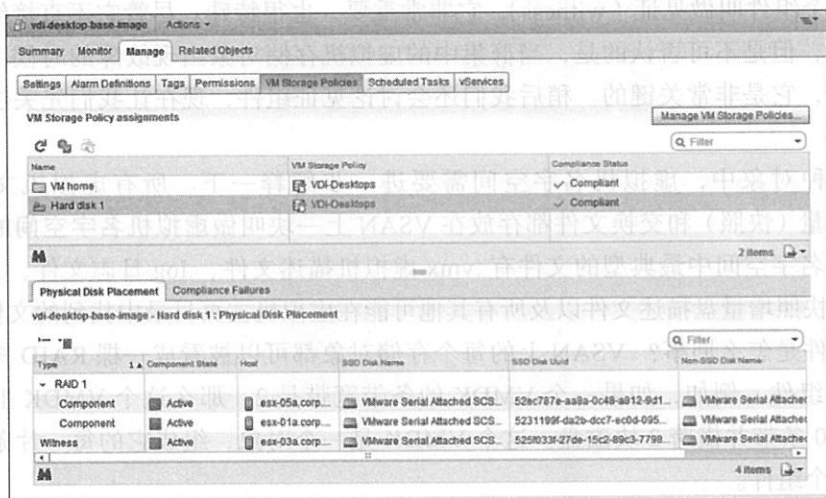 vdi-desktop-base-image Actions
Summary Monitor Manage Related Objects
Settings Alarm Definitions Tags Permissions VM Storage Policies Scheduled Tasks vServices
VM Storage Policy assignments
Manage VM Storage Policies...
Filter
Name VM Storage Policy Compliance Status
VM home VDI-Desktops Compliant
Hard disk 1 VDI-Desktops Compliant
2 items
Physical Disk Placement Compliance Failures
vdi-desktop-base-image - Hard disk 1 : Physical Disk Placement
Filter
Type 1 Component State Host SSD Disk Name SSD Disk Uuid Non-SSD Disk Name
RAID 1
Component Active esx-05a.corp... VMware Serial Attached SCS... 52ec787e-aa8a-0c48-a812-9d1... VMware Serial Attached
Component Active esx-01a.corp... VMware Serial Attached SCS... 5231199f-da2b-dcc7-ec0d-095... VMware Serial Attached
Witness Active esx-03a.corp... VMware Serial Attached SCS... 525f033f-27de-15c2-89c3-7798... VMware Serial Attached
4 items